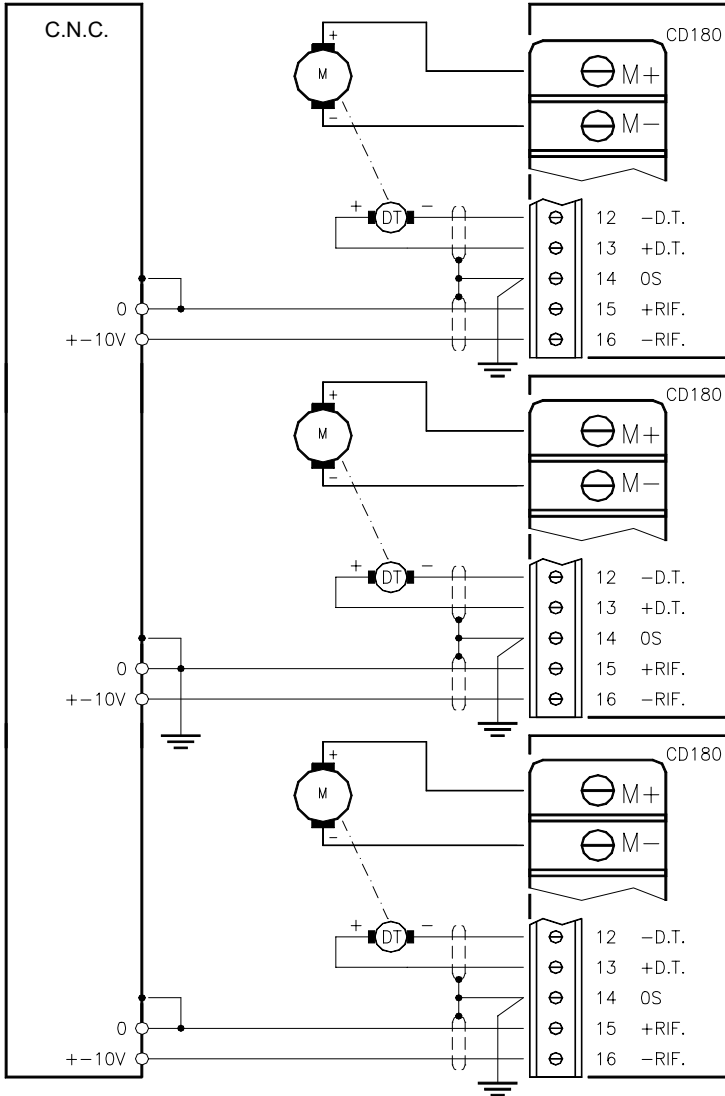 C.N.C.
CD180
+
M
M+
-
M-
+ DT -
12 -D.T.
13 +D.T.
14 0S
0
15 +RIF.
+-10V
16 -RIF.
CD180
+
M
M+
-
M-
+ DT -
12 -D.T.
13 +D.T.
14 0S
0
15 +RIF.
+-10V
16 -RIF.
CD180
+
M
M+
-
M-
+ DT -
12 -D.T.
13 +D.T.
14 0S
0
15 +RIF.
+-10V
16 -RIF.